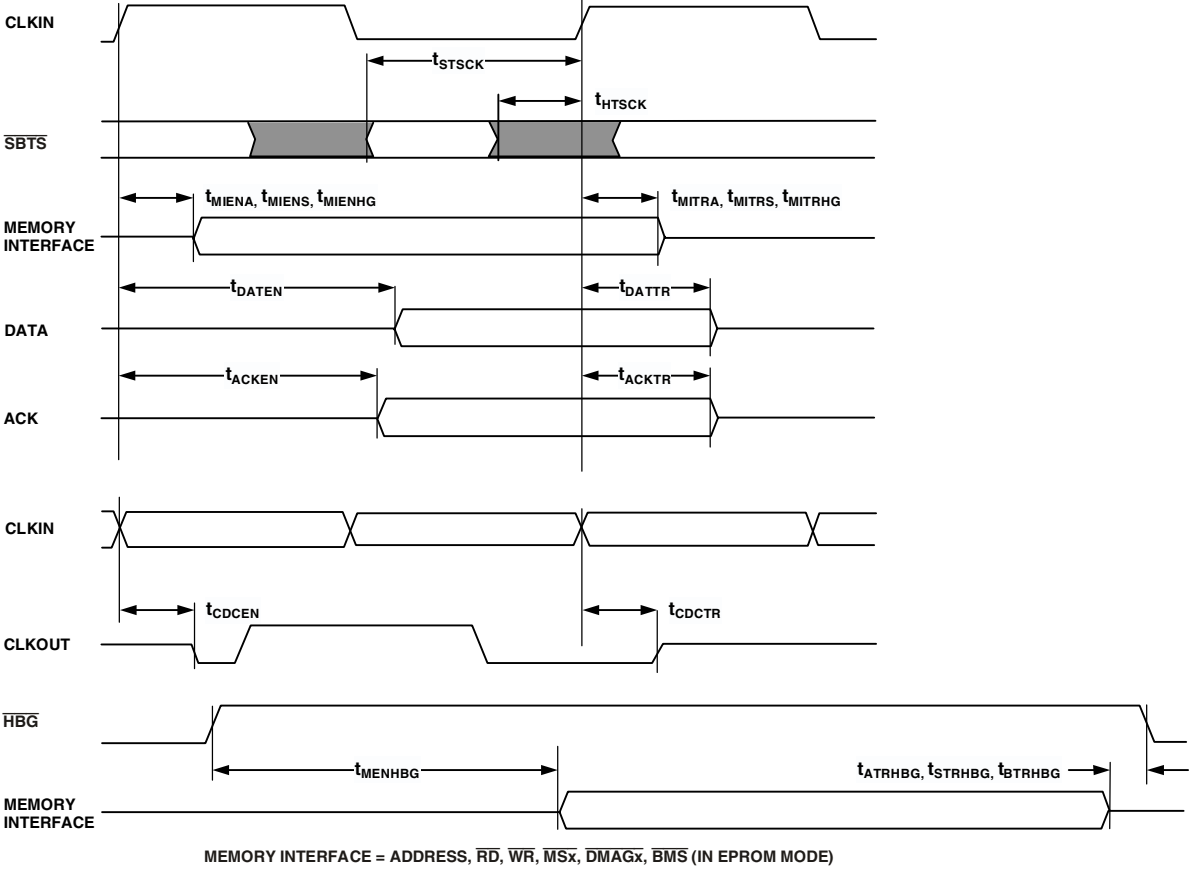 CLKIN
tSTSCK
tHTSCK
SBTS
tMIENA, tMIENS, tMIENHG
tMITRA, tMITRS, tMITRHG
MEMORY
INTERFACE
tDATEN
tDATTR
DATA
tACKEN
tACKTR
ACK
CLKIN
tCDCEN
tCDCTR
CLKOUT
HBG
tMENHBG
tATRHBG, tSTRHBG, tBTRHBG
MEMORY
INTERFACE
MEMORY INTERFACE = ADDRESS, RD, WR, MSx, DMAGx, BMS (IN EPROM MODE)